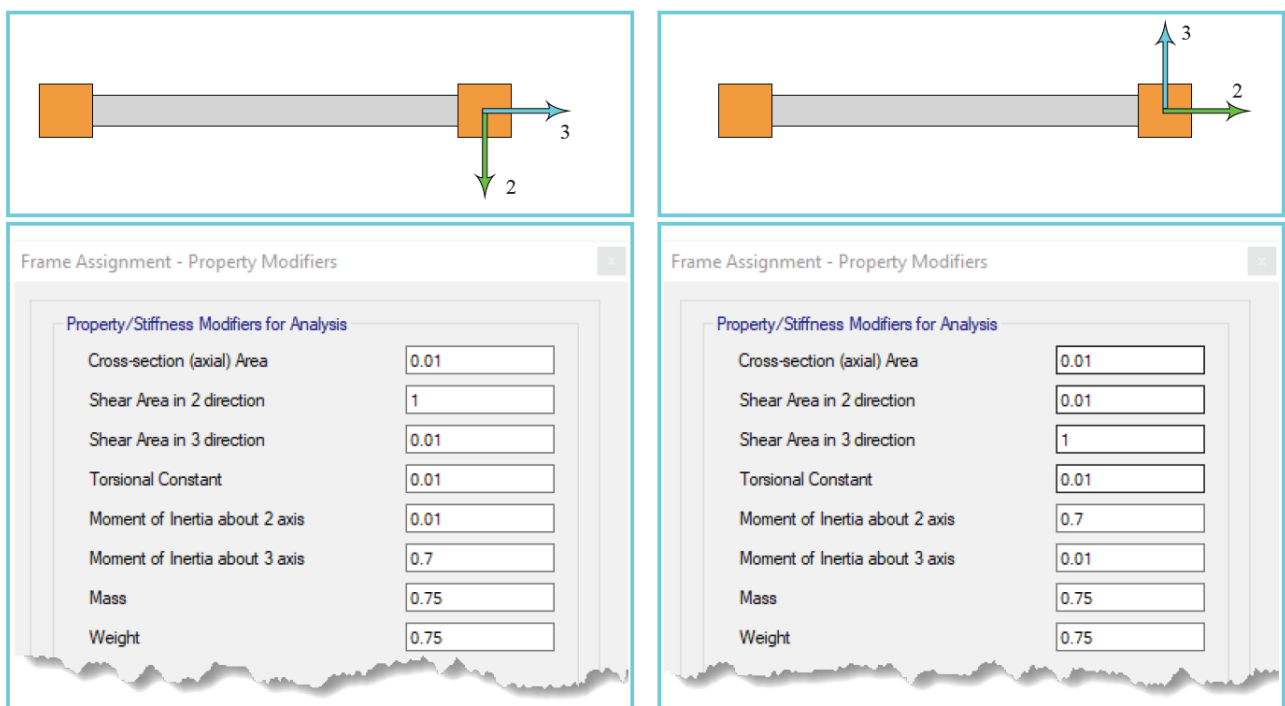 3
2
3
2
Frame Assignment - Property Modifiers
x
Property/Stiffness Modifiers for Analysis
Cross-section (axial) Area 0.01
Shear Area in 2 direction 1
Shear Area in 3 direction 0.01
Torsional Constant 0.01
Moment of Inertia about 2 axis 0.01
Moment of Inertia about 3 axis 0.7
Mass 0.75
Weight 0.75
Frame Assignment - Property Modifiers
x
Property/Stiffness Modifiers for Analysis
Cross-section (axial) Area 0.01
Shear Area in 2 direction 0.01
Shear Area in 3 direction 1
Torsional Constant 0.01
Moment of Inertia about 2 axis 0.7
Moment of Inertia about 3 axis 0.01
Mass 0.75
Weight 0.75